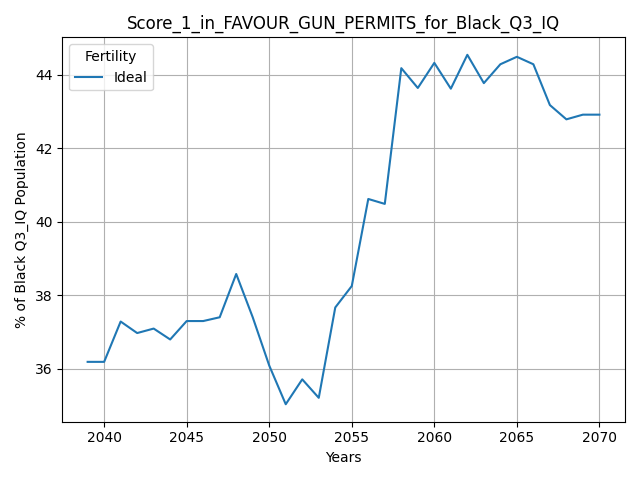 Score_1_in_FAVOUR_GUN_PERMITS_for_Black_Q3_IQ
Fertility
Ideal
% of Black Q3_IQ Population
44
42
40
38
36
2040 2045 2050 2055 2060 2065 2070
Years